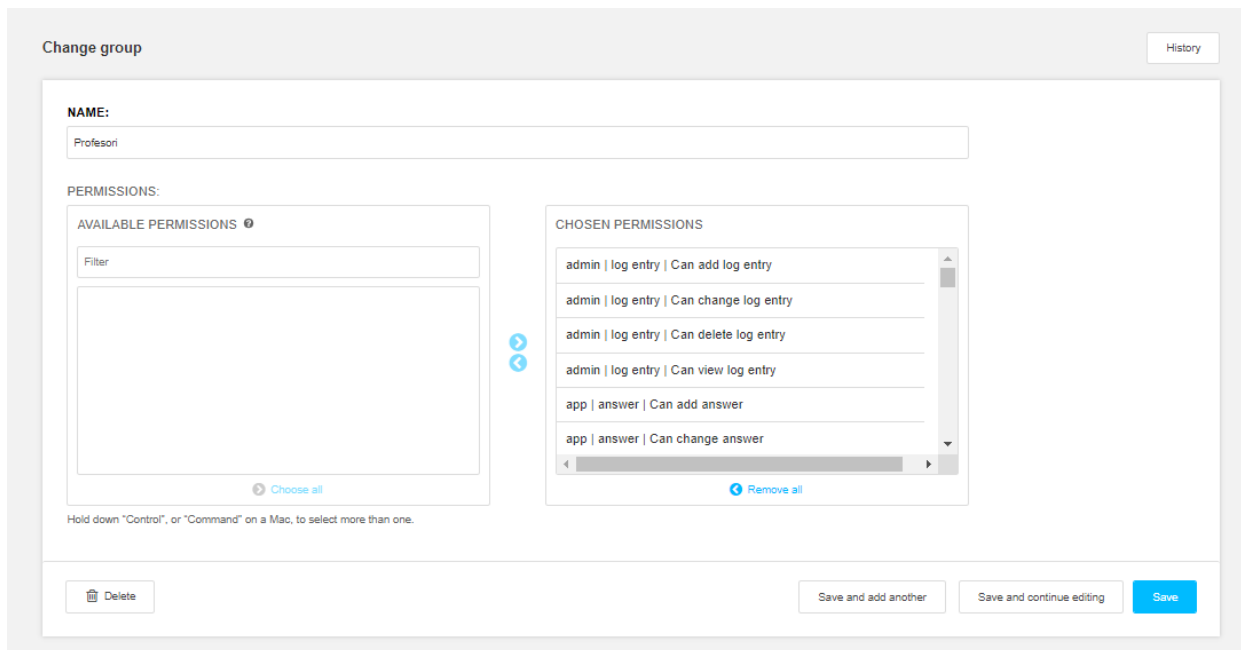 Change group
History
NAME:
Profesori
PERMISSIONS:
AVAILABLE PERMISSIONS
Filter
Choose all
CHOSEN PERMISSIONS
admin | log entry | Can add log entry
admin | log entry | Can change log entry
admin | log entry | Can delete log entry
admin | log entry | Can view log entry
app | answer | Can add answer
app | answer | Can change answer
Remove all
Hold down "Control", or "Command" on a Mac, to select more than one.
Delete
Save and add another
Save and continue editing
Save